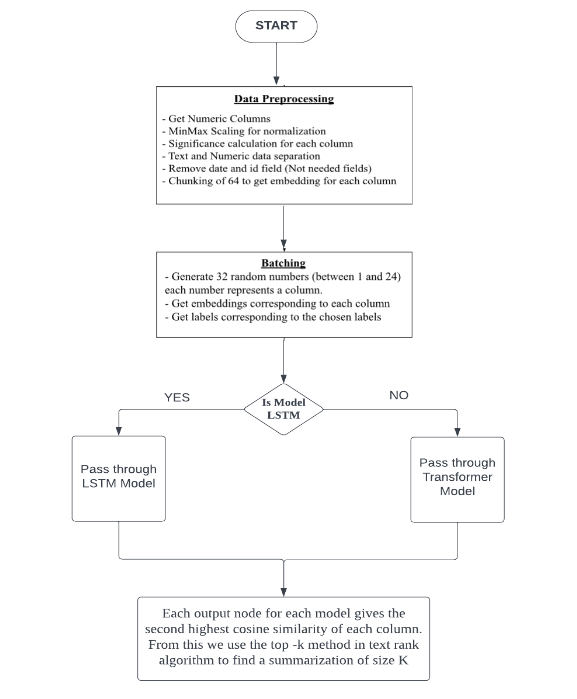 START
Data Preprocessing
- Get Numeric Columns
- MinMax Scaling for normalization
- Significance calculation for each column
- Text and Numeric data separation
- Remove date and id field (Not needed fields)
- Chunking of 64 to get embedding for each column
Batching
- Generate 32 random numbers (between 1 and 24)
each number represents a column.
- Get embeddings corresponding to each column
- Get labels corresponding to the chosen labels
Is Model
LSTM
YES
NO
Pass through
LSTM Model
Pass through
Transformer
Model
Each output node for each model gives the
second highest cosine similarity of each column.
From this we use the top -k method in text rank
algorithm to find a summarization of size K